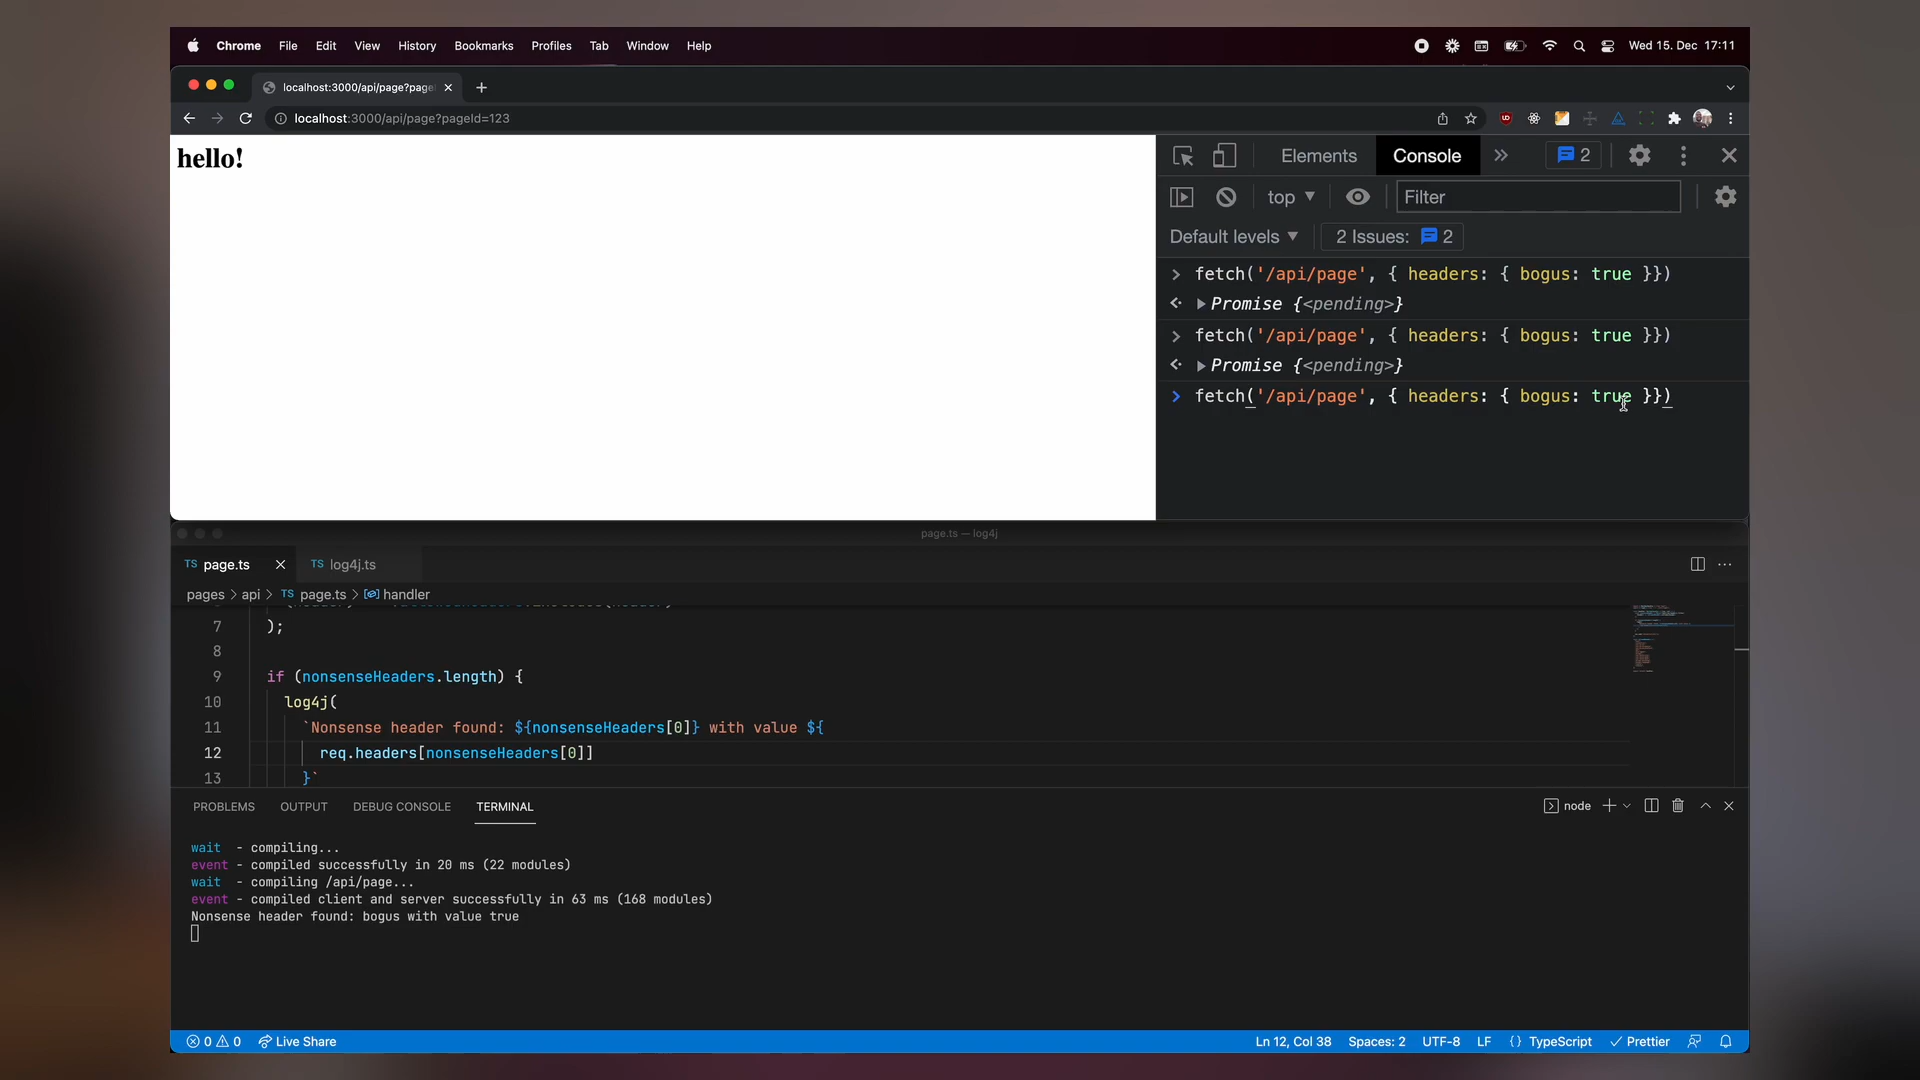 Chrome File Edit View History Bookmarks Profiles Tab Window Help
Wed 15. Dec 17:11
localhost:3000/api/page?page
localhost:3000/api/page?pageId=123
hello!
Elements Console 2
top Filter
Default levels 2 Issues: 2
fetch('/api/page', { headers: { bogus: true }})
Promise {<pending>}
fetch('/api/page', { headers: { bogus: true }})
Promise {<pending>}
fetch('/api/page', { headers: { bogus: true }})
page.ts — log4j
TS page.ts TS log4j.ts
pages > api > TS page.ts > handler
7 );
8
9 if (nonsenseHeaders.length) {
10 log4j(
11 `Nonsense header found: ${nonsenseHeaders[0]} with value ${
12 req.headers[nonsenseHeaders[0]]
13 }`
PROBLEMS OUTPUT DEBUG CONSOLE TERMINAL
node
wait - compiling...
event - compiled successfully in 20 ms (22 modules)
wait - compiling /api/page...
event - compiled client and server successfully in 63 ms (168 modules)
Nonsense header found: bogus with value true
0 0 Live Share
Ln 12, Col 38 Spaces: 2 UTF-8 LF {} TypeScript Prettier